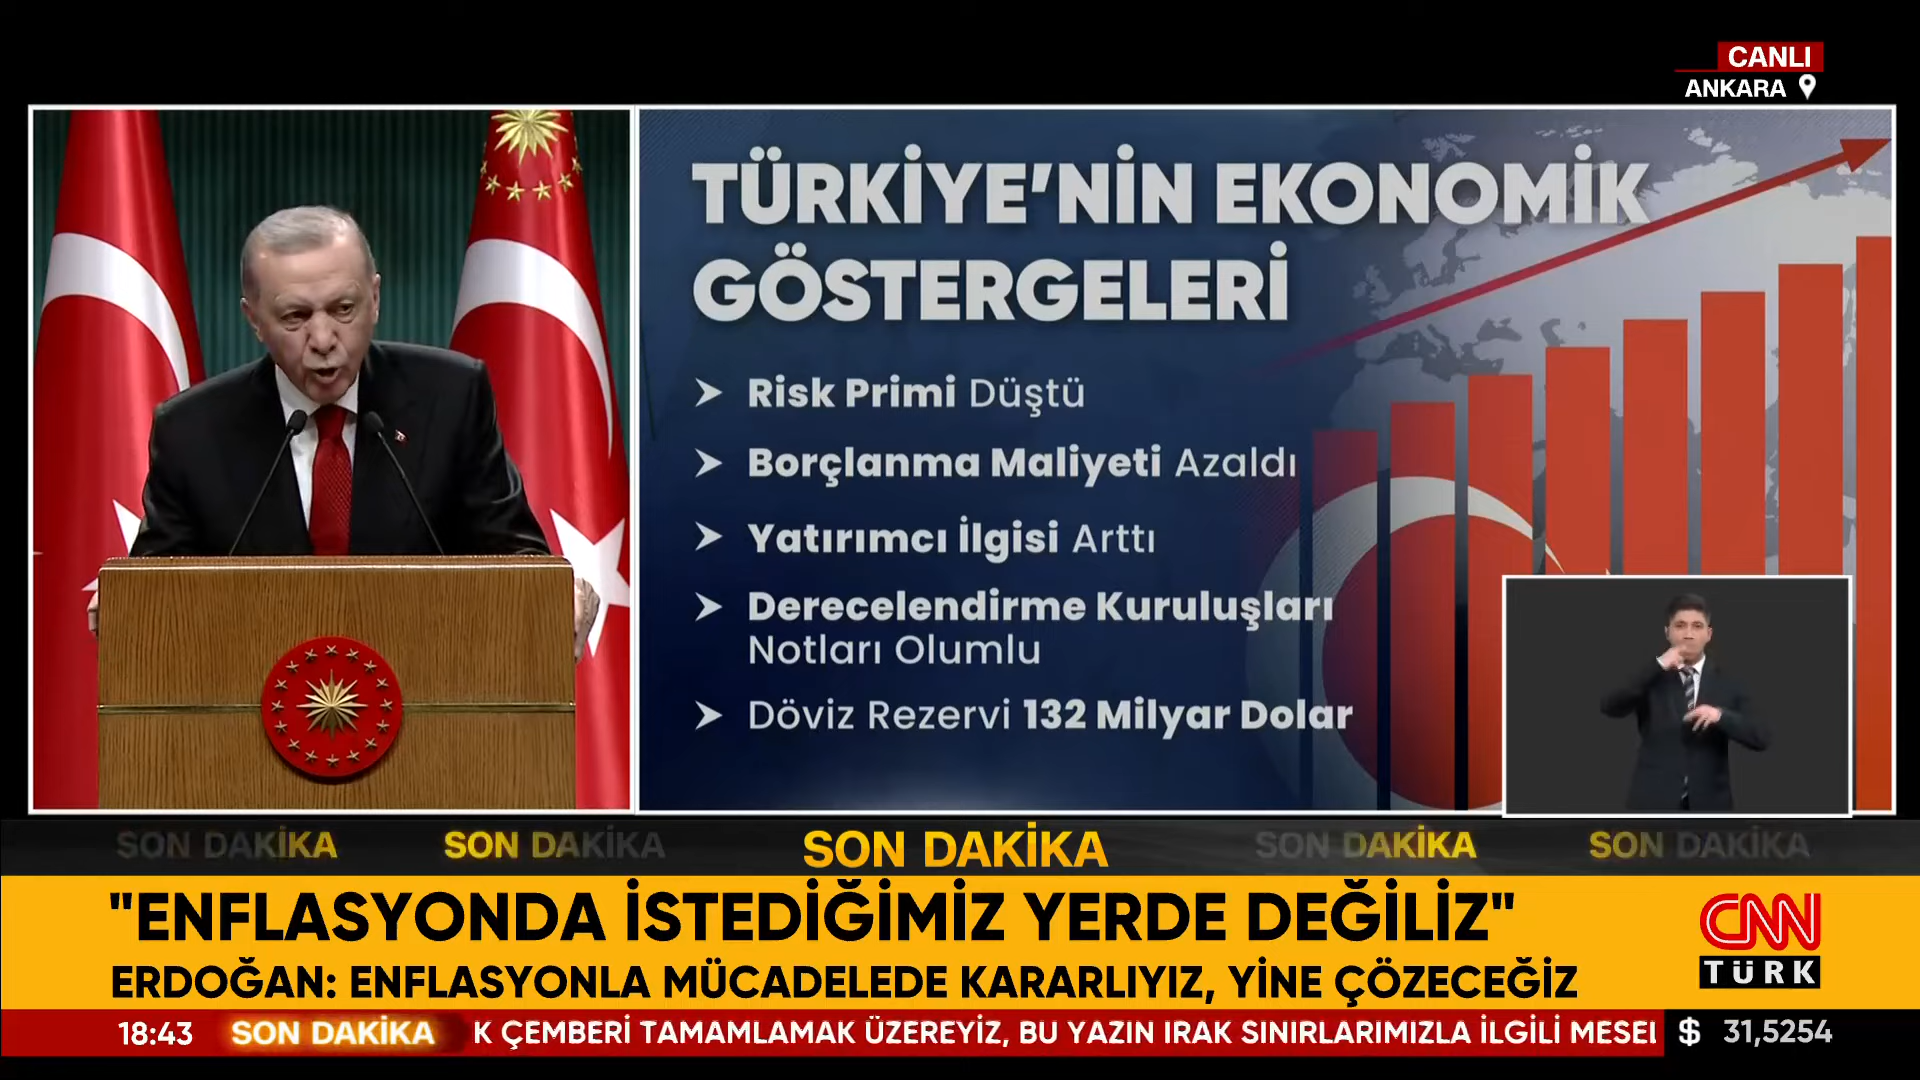 CANLI
ANKARA
TÜRKİYE’NİN EKONOMİK
GÖSTERGELERİ
➤ Risk Primi Düştü
➤ Borçlanma Maliyeti Azaldı
➤ Yatırımcı İlgisi Arttı
➤ Derecelendirme Kuruluşları
Notları Olumlu
➤ Döviz Rezervi 132 Milyar Dolar
SON DAKİKA SON DAKİKA SON DAKİKA SON DAKİKA SON DAKİKA
"ENFLASYONDA İSTEDİĞİMİZ YERDE DEĞİLİZ"
ERDOĞAN: ENFLASYONLA MÜCADELEDE KARARLIYIZ, YİNE ÇÖZECEĞİZ
CNN
TÜRK
18:43 SON DAKİKA K ÇEMBERİ TAMAMLAMAK ÜZEREYİZ, BU YAZIN IRAK SINIRLARIMIZLA İLGİLİ MESEL $ 31,5254